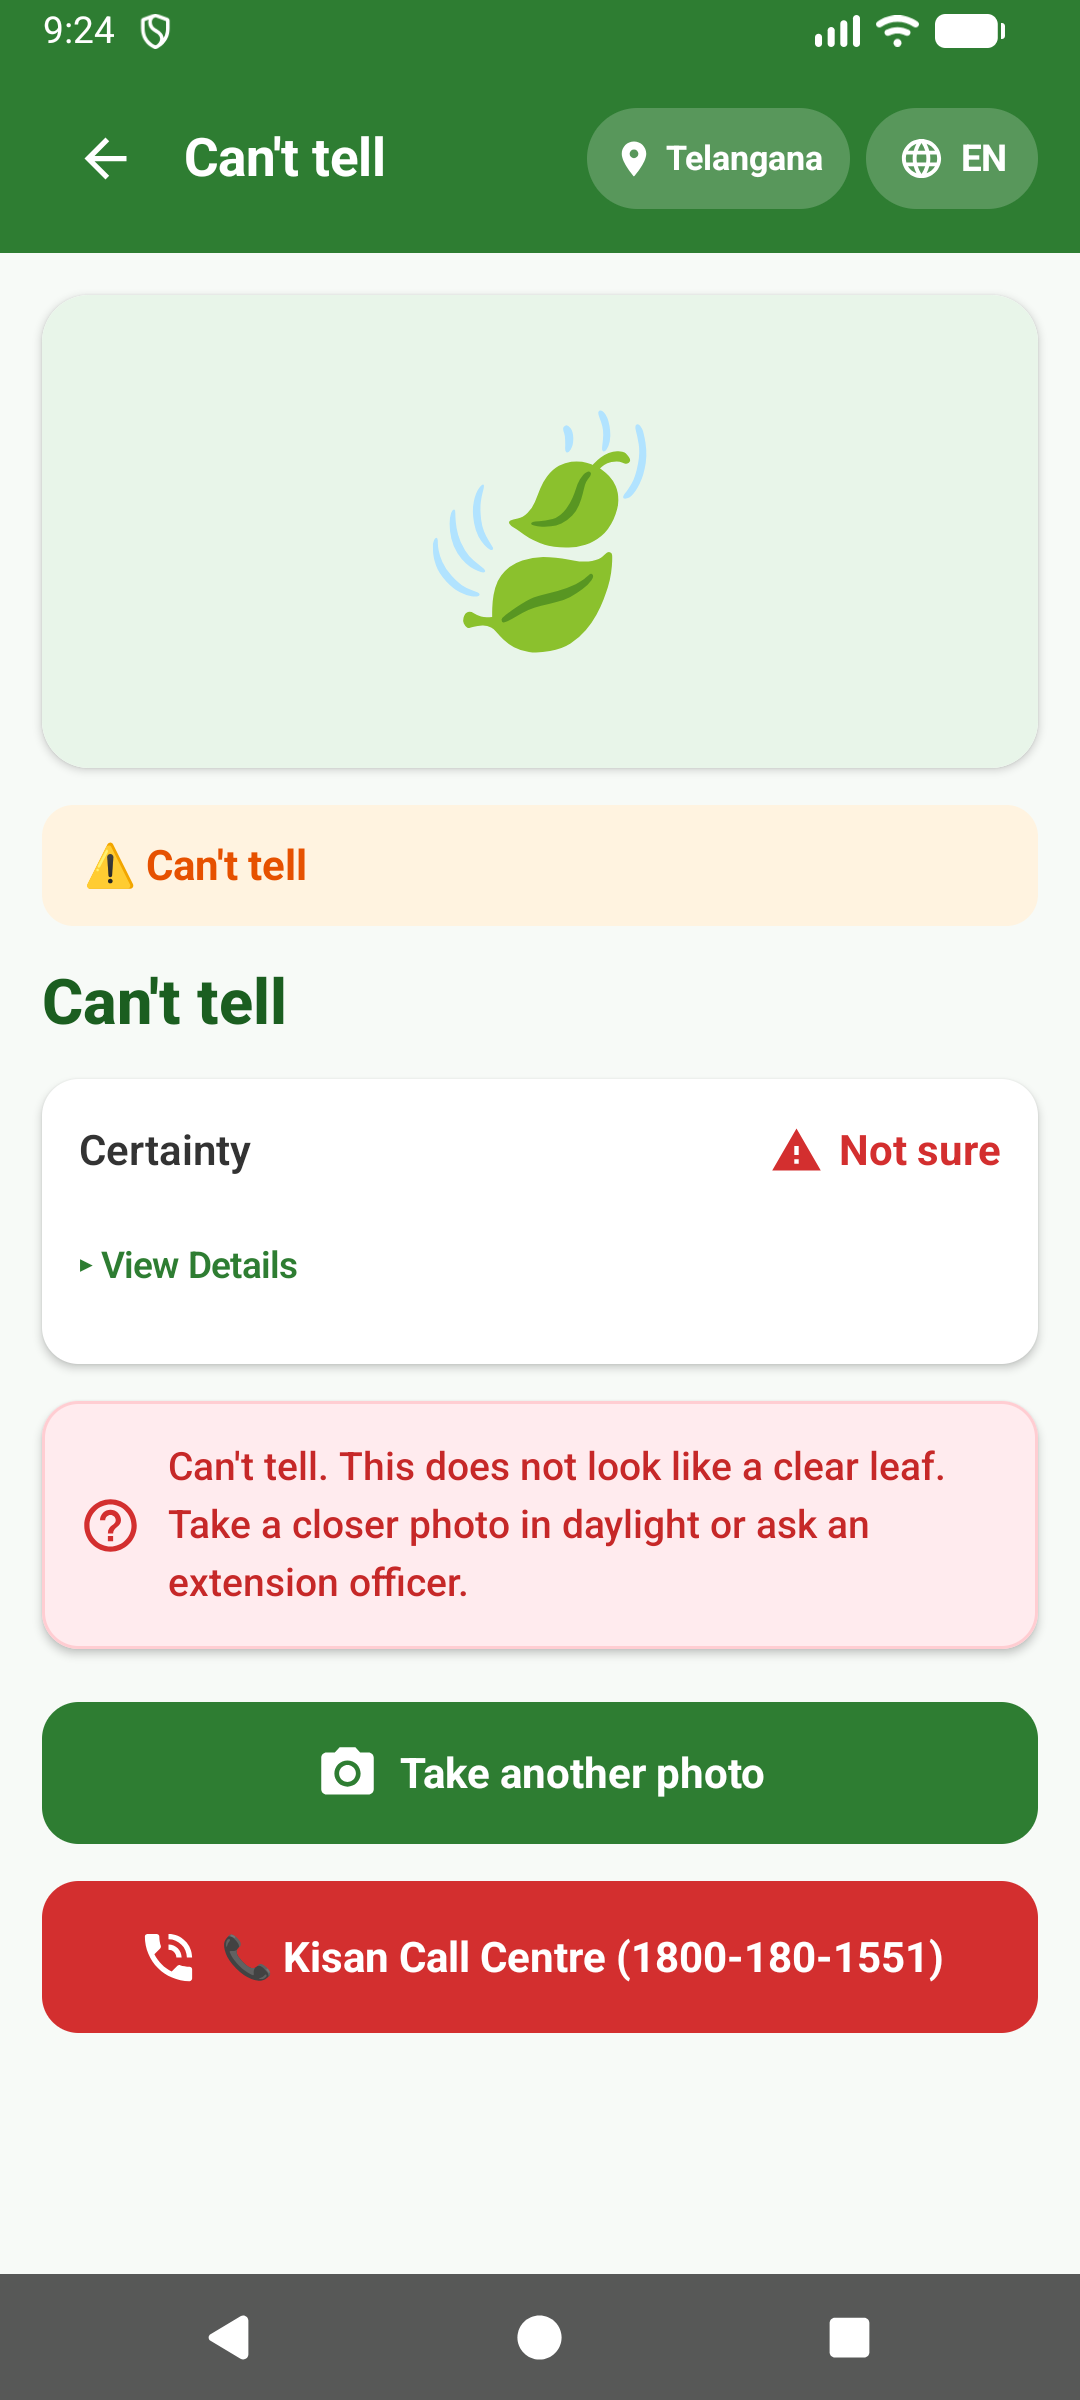 9:24
Can't tell
Telangana
EN
⚠️ Can't tell
Can't tell
Certainty
Not sure
▸ View Details
Can't tell. This does not look like a clear leaf.
Take a closer photo in daylight or ask an
extension officer.
Take another photo
📞 Kisan Call Centre (1800-180-1551)